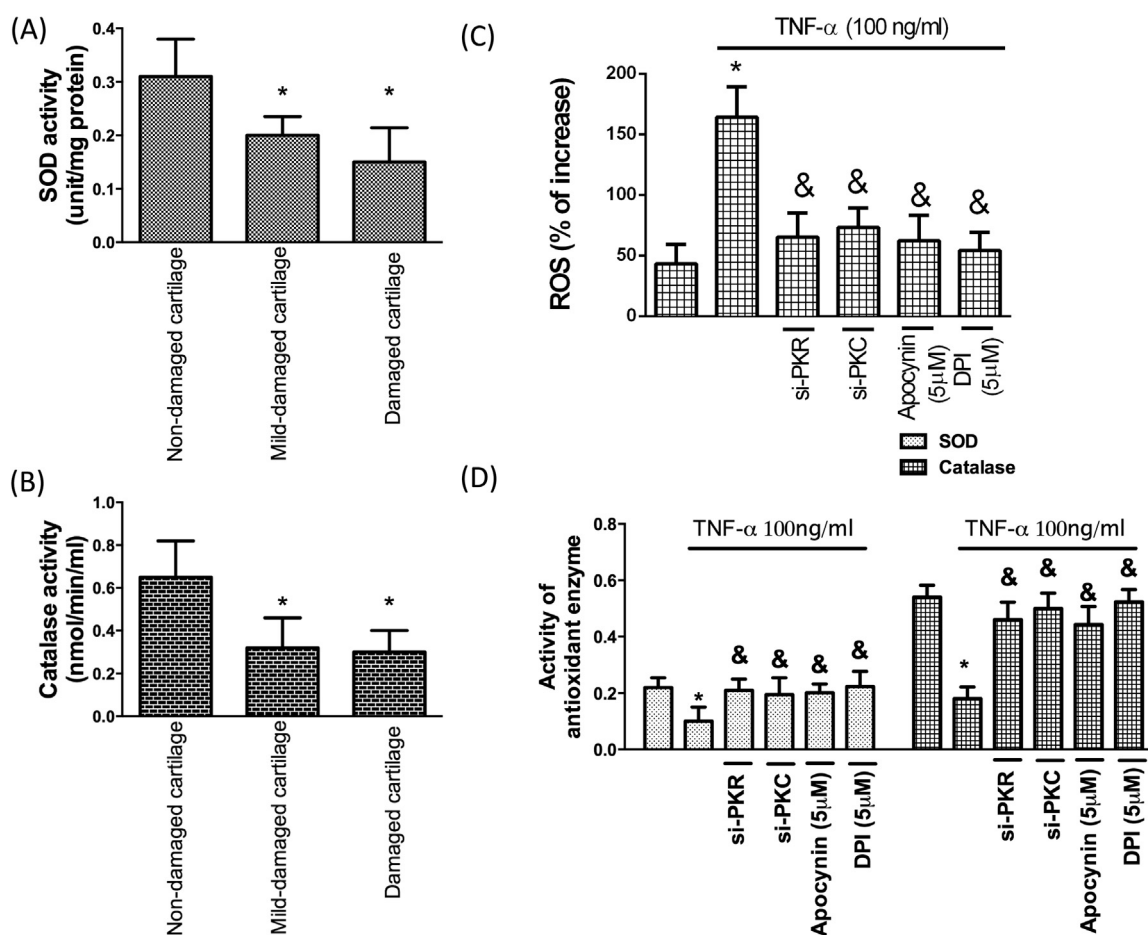 (A)
SOD activity
(unit/mg protein)
0.4
0.3
0.2
0.1
0.0
*
*
Non-damaged cartilage
Mild-damaged cartilage
Damaged cartilage
(B)
Catalase activity
(nmol/min/ml)
1.0
0.8
0.6
0.4
0.2
0.0
*
*
Non-damaged cartilage
Mild-damaged cartilage
Damaged cartilage
(C)
TNF-α (100 ng/ml)
ROS (% of increase)
200
150
100
50
0
*
&
&
&
&
si-PKR
si-PKC
Apocynin
(5μM)
DPI
(5μM)
SOD
Catalase
(D)
Activity of
antioxidant enzyme
0.8
0.6
0.4
0.2
0.0
TNF-α 100ng/ml
TNF-α 100ng/ml
*
&
&
&
&
*
&
&
&
&
si-PKR
si-PKC
Apocynin (5μM)
DPI (5μM)
si-PKR
si-PKC
Apocynin (5μM)
DPI (5μM)